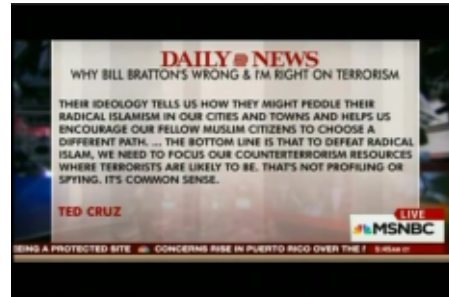 DAILY NEWS
WHY BILL BRATTON'S WRONG & I'M RIGHT ON TERRORISM
THEIR IDEOLOGY TELLS US HOW THEY MIGHT PEDDLE THEIR
RADICAL ISLAMISM IN OUR CITIES AND TOWNS AND HELPS US
ENCOURAGE OUR FELLOW MUSLIM CITIZENS TO CHOOSE A
DIFFERENT PATH. ... THE BOTTOM LINE IS THAT TO DEFEAT RADICAL
ISLAM, WE NEED TO FOCUS OUR COUNTERTERRORISM RESOURCES
WHERE TERRORISTS ARE LIKELY TO BE. THAT'S NOT PROFILING OR
SPYING. IT'S COMMON SENSE.
TED CRUZ
LIVE
MSNBC
EING A PROTECTED SITE CONCERNS RISE IN PUERTO RICO OVER THE